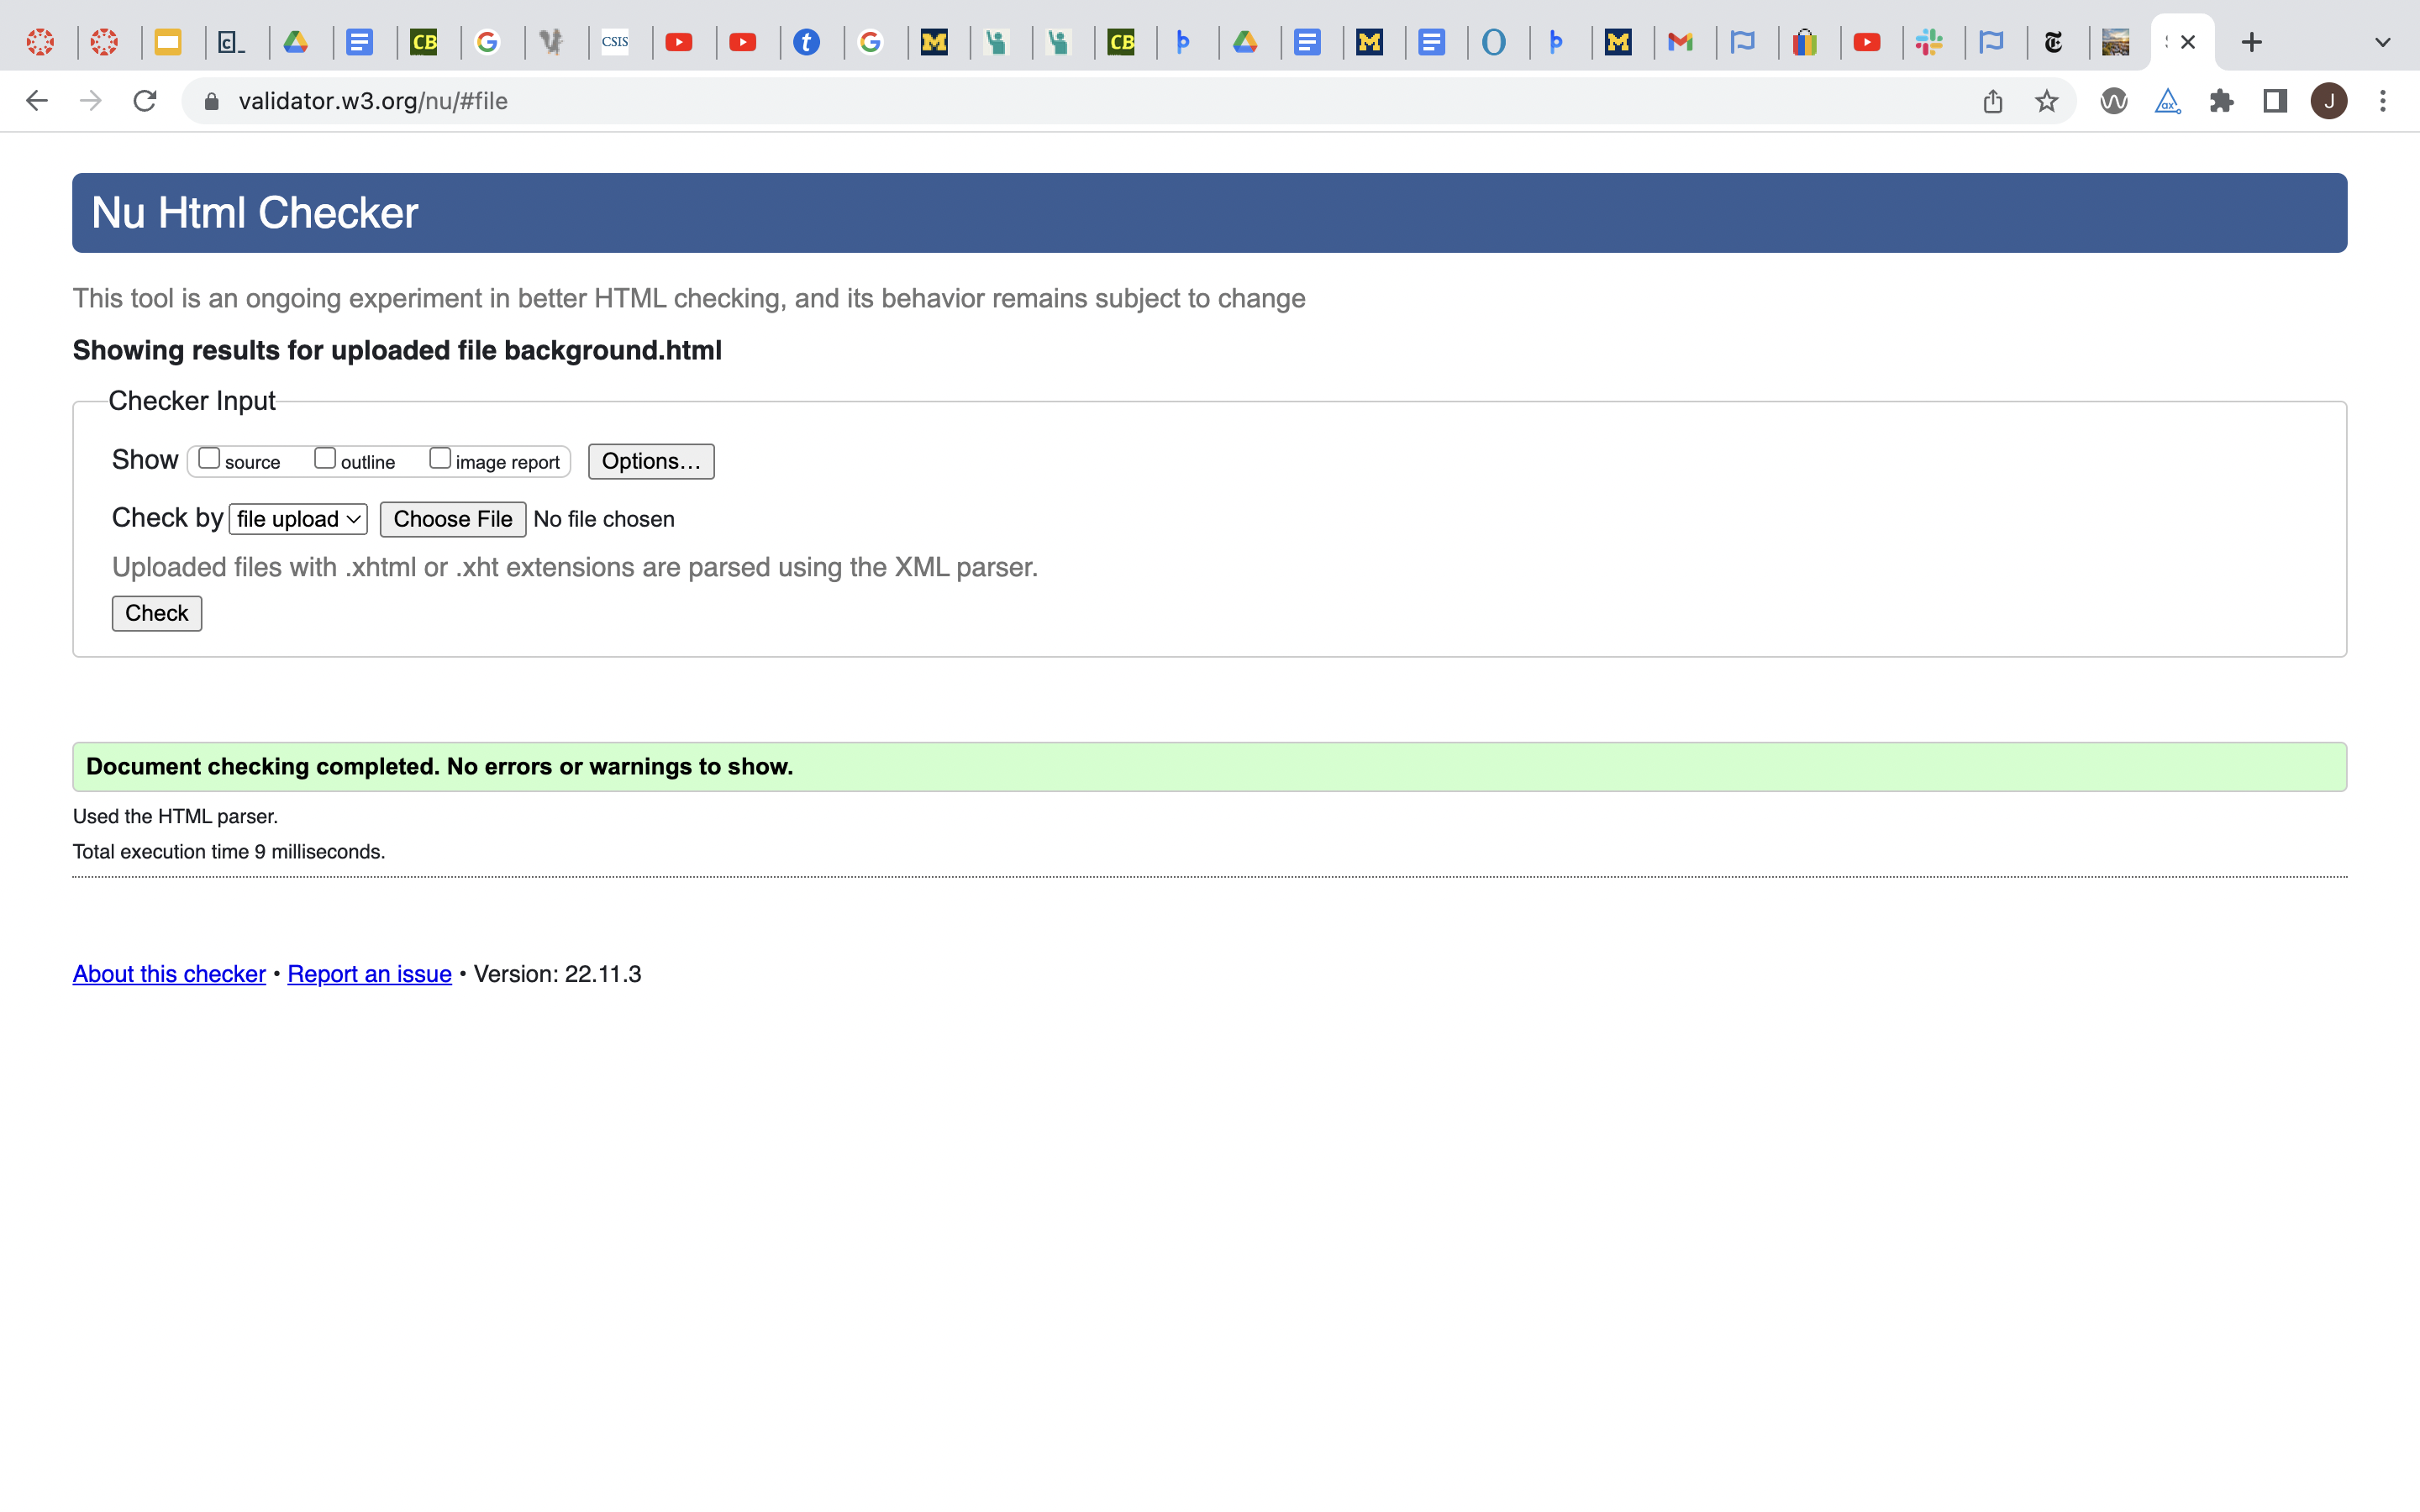 c_ CB G CSIS t G M CB M O M
validator.w3.org/nu/#file
ax
J
Nu Html Checker
This tool is an ongoing experiment in better HTML checking, and its behavior remains subject to change
Showing results for uploaded file background.html
Checker Input
Show source outline image report Options...
Check by file upload Choose File No file chosen
Uploaded files with .xhtml or .xht extensions are parsed using the XML parser.
Check
Document checking completed. No errors or warnings to show.
Used the HTML parser.
Total execution time 9 milliseconds.
About this checker • Report an issue • Version: 22.11.3